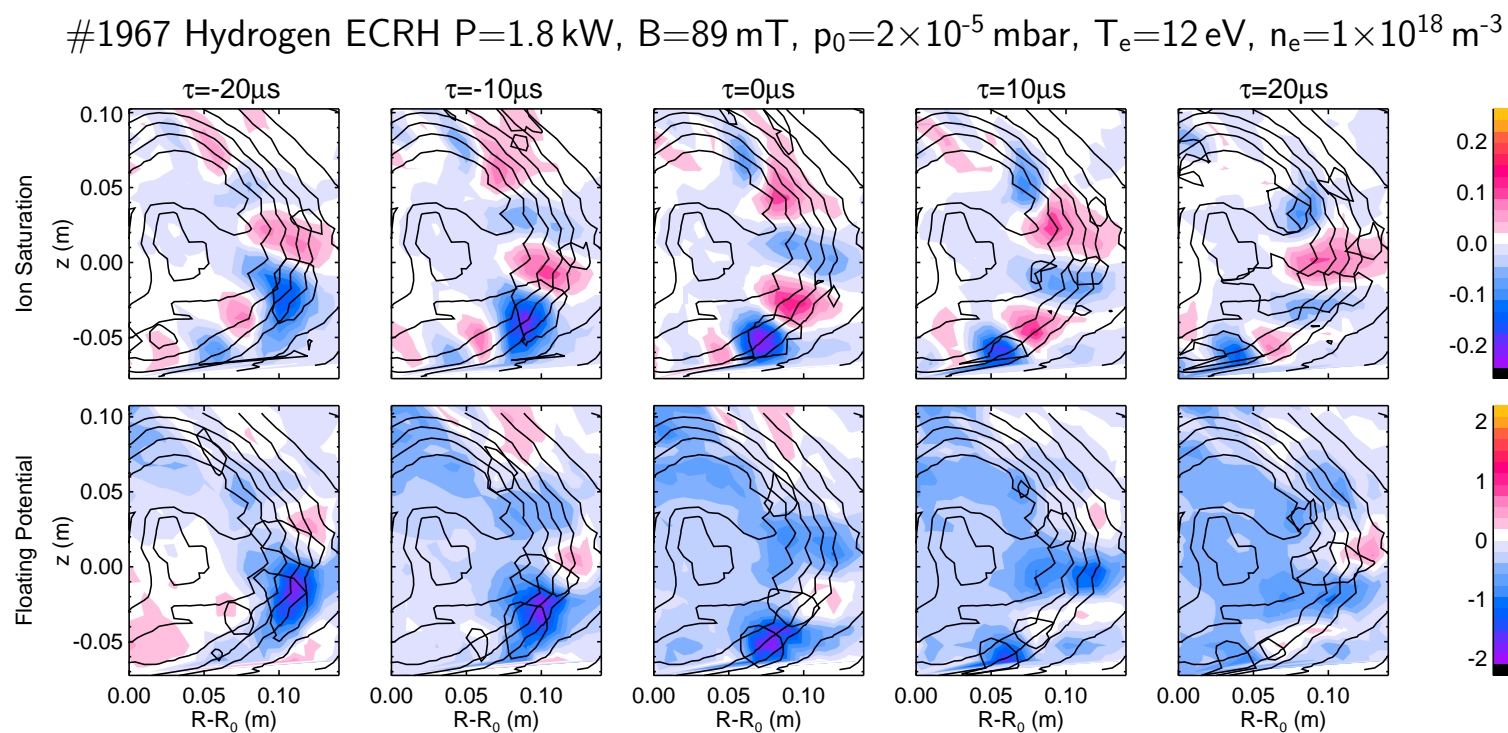 #1967 Hydrogen ECRH P=1.8 kW, B=89 mT, p₀=2×10⁻⁵ mbar, Tₑ=12 eV, nₑ=1×10¹⁸ m⁻³
τ=-20μs τ=-10μs τ=0μs τ=10μs τ=20μs
Ion Saturation
z (m)
0.10
0.05
0.00
-0.05
0.2
0.1
0.0
-0.1
-0.2
Floating Potential
z (m)
0.10
0.05
0.00
-0.05
2
1
0
-1
-2
0.00 0.05 0.10 0.00 0.05 0.10 0.00 0.05 0.10 0.00 0.05 0.10 0.00 0.05 0.10
R-R₀ (m) R-R₀ (m) R-R₀ (m) R-R₀ (m) R-R₀ (m)